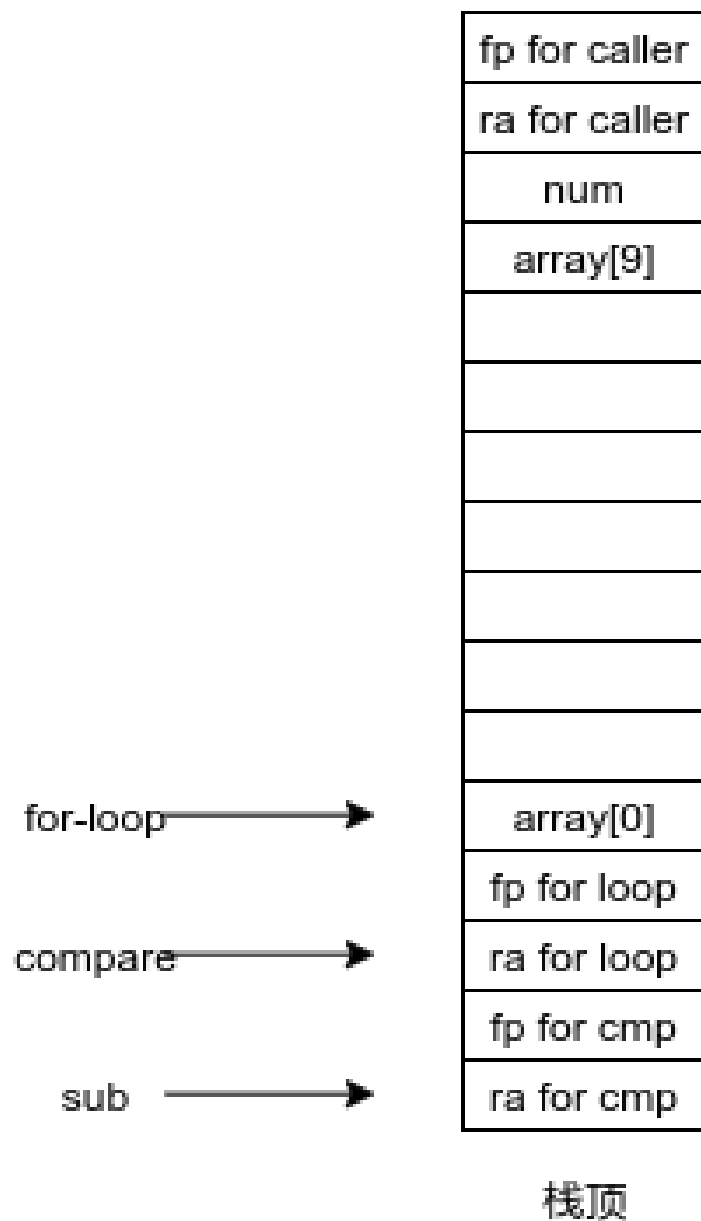 fp for caller
ra for caller
num
array[9]
for-loop
array[0]
fp for loop
compare
ra for loop
fp for cmp
sub
ra for cmp
栈顶